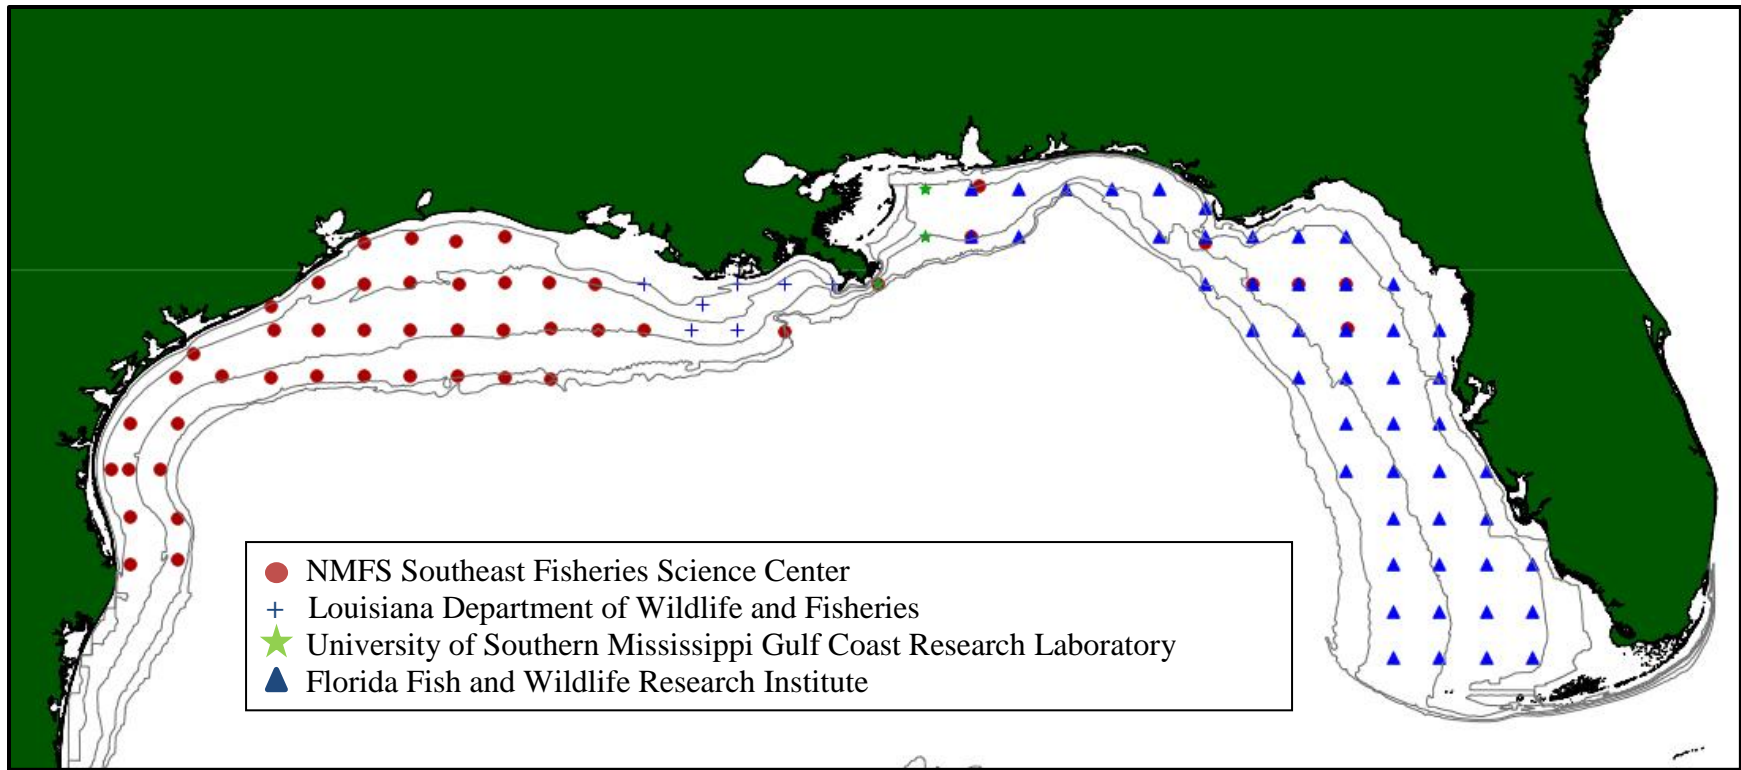 NMFS Southeast Fisheries Science Center
Louisiana Department of Wildlife and Fisheries
University of Southern Mississippi Gulf Coast Research Laboratory
Florida Fish and Wildlife Research Institute